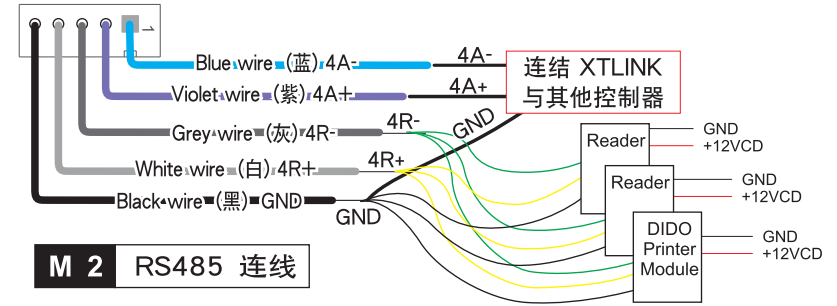 1
Blue wire (蓝) 4A-
4A-
Violet wire (紫) 4A+
4A+
连结 XTLINK
与其他控制器
Grey wire (灰) 4R-
4R-
GND
White wire (白) 4R+
4R+
Black wire (黑) GND
GND
Reader
GND
+12VCD
Reader
GND
+12VCD
DIDO
Printer
Module
GND
+12VCD
M 2 RS485 连线